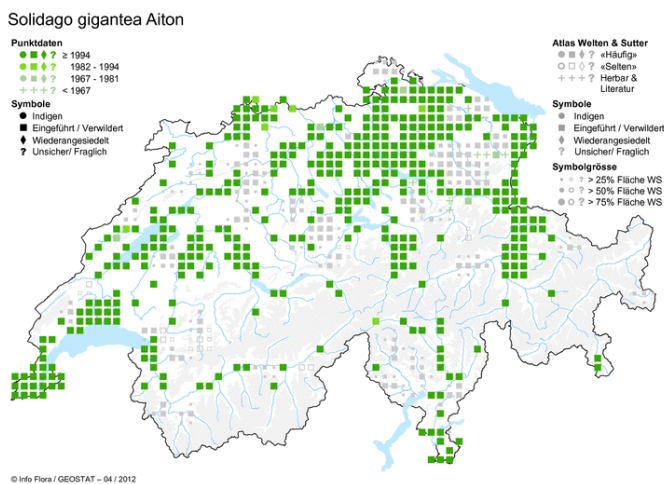 Solidago gigantea Aiton
Punktdaten
? ≥ 1994
? 1982 - 1994
? 1967 - 1981
+ + + + < 1967
Symbole
Indigen
Eingeführt / Verwildert
Wiederangesiedelt
? Unsicher/ Fraglich
Atlas Welten & Sutter
? «Häufig»
? «Selten»
+ + + ? Herbar &
Literatur
Symbole
Indigen
Eingeführt / Verwildert
Wiederangesiedelt
? Unsicher/ Fraglich
Symbolgrösse
? > 25% Fläche WS
? > 50% Fläche WS
? > 75% Fläche WS
© Info Flora / GEOSTAT – 04 / 2012